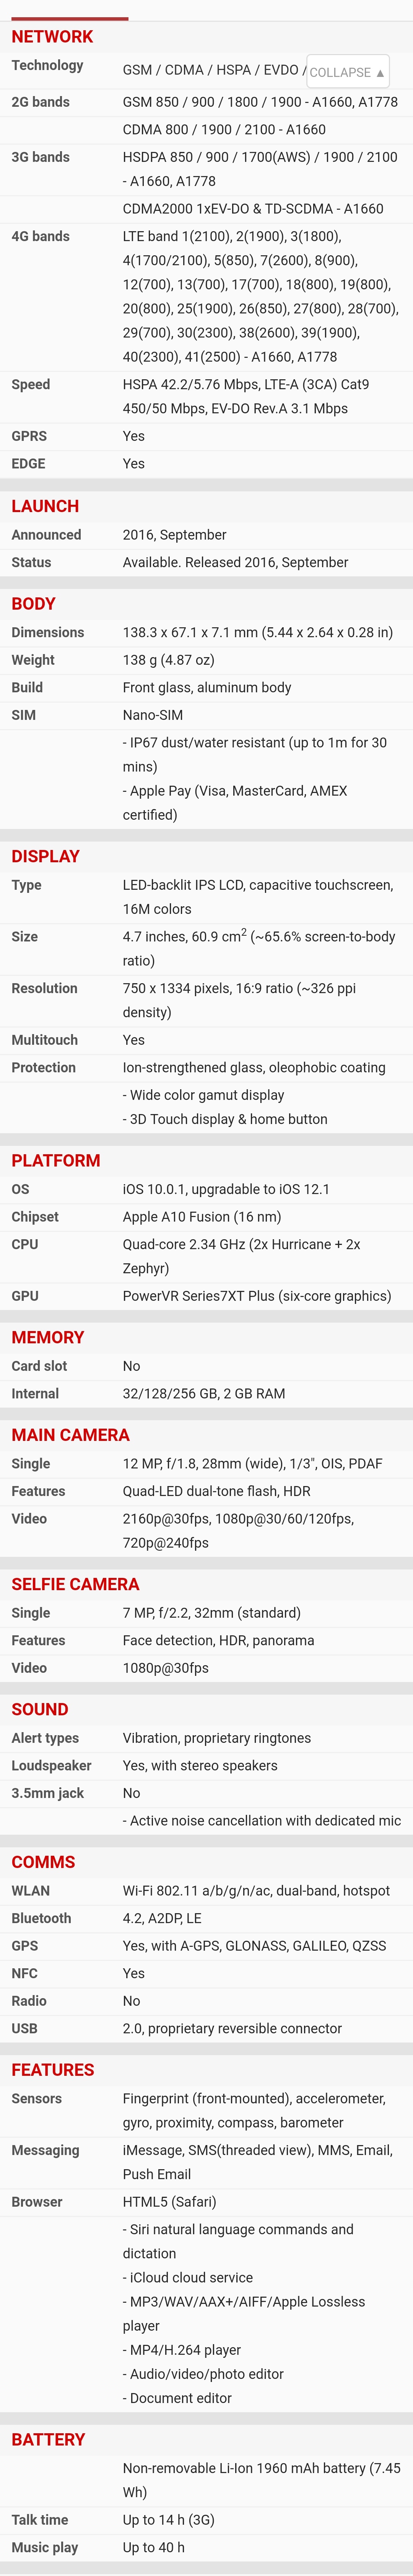 NETWORK
Technology GSM / CDMA / HSPA / EVDO / COLLAPSE ▲
2G bands GSM 850 / 900 / 1800 / 1900 - A1660, A1778
CDMA 800 / 1900 / 2100 - A1660
3G bands HSDPA 850 / 900 / 1700(AWS) / 1900 / 2100
- A1660, A1778
CDMA2000 1xEV-DO & TD-SCDMA - A1660
4G bands LTE band 1(2100), 2(1900), 3(1800),
4(1700/2100), 5(850), 7(2600), 8(900),
12(700), 13(700), 17(700), 18(800), 19(800),
20(800), 25(1900), 26(850), 27(800), 28(700),
29(700), 30(2300), 38(2600), 39(1900),
40(2300), 41(2500) - A1660, A1778
Speed HSPA 42.2/5.76 Mbps, LTE-A (3CA) Cat9
450/50 Mbps, EV-DO Rev.A 3.1 Mbps
GPRS Yes
EDGE Yes
LAUNCH
Announced 2016, September
Status Available. Released 2016, September
BODY
Dimensions 138.3 x 67.1 x 7.1 mm (5.44 x 2.64 x 0.28 in)
Weight 138 g (4.87 oz)
Build Front glass, aluminum body
SIM Nano-SIM
- IP67 dust/water resistant (up to 1m for 30
mins)
- Apple Pay (Visa, MasterCard, AMEX
certified)
DISPLAY
Type LED-backlit IPS LCD, capacitive touchscreen,
16M colors
Size 4.7 inches, 60.9 cm² (~65.6% screen-to-body
ratio)
Resolution 750 x 1334 pixels, 16:9 ratio (~326 ppi
density)
Multitouch Yes
Protection Ion-strengthened glass, oleophobic coating
- Wide color gamut display
- 3D Touch display & home button
PLATFORM
OS iOS 10.0.1, upgradable to iOS 12.1
Chipset Apple A10 Fusion (16 nm)
CPU Quad-core 2.34 GHz (2x Hurricane + 2x
Zephyr)
GPU PowerVR Series7XT Plus (six-core graphics)
MEMORY
Card slot No
Internal 32/128/256 GB, 2 GB RAM
MAIN CAMERA
Single 12 MP, f/1.8, 28mm (wide), 1/3", OIS, PDAF
Features Quad-LED dual-tone flash, HDR
Video 2160p@30fps, 1080p@30/60/120fps,
720p@240fps
SELFIE CAMERA
Single 7 MP, f/2.2, 32mm (standard)
Features Face detection, HDR, panorama
Video 1080p@30fps
SOUND
Alert types Vibration, proprietary ringtones
Loudspeaker Yes, with stereo speakers
3.5mm jack No
- Active noise cancellation with dedicated mic
COMMS
WLAN Wi-Fi 802.11 a/b/g/n/ac, dual-band, hotspot
Bluetooth 4.2, A2DP, LE
GPS Yes, with A-GPS, GLONASS, GALILEO, QZSS
NFC Yes
Radio No
USB 2.0, proprietary reversible connector
FEATURES
Sensors Fingerprint (front-mounted), accelerometer,
gyro, proximity, compass, barometer
Messaging iMessage, SMS(threaded view), MMS, Email,
Push Email
Browser HTML5 (Safari)
- Siri natural language commands and
dictation
- iCloud cloud service
- MP3/WAV/AAX+/AIFF/Apple Lossless
player
- MP4/H.264 player
- Audio/video/photo editor
- Document editor
BATTERY
Non-removable Li-Ion 1960 mAh battery (7.45
Wh)
Talk time Up to 14 h (3G)
Music play Up to 40 h